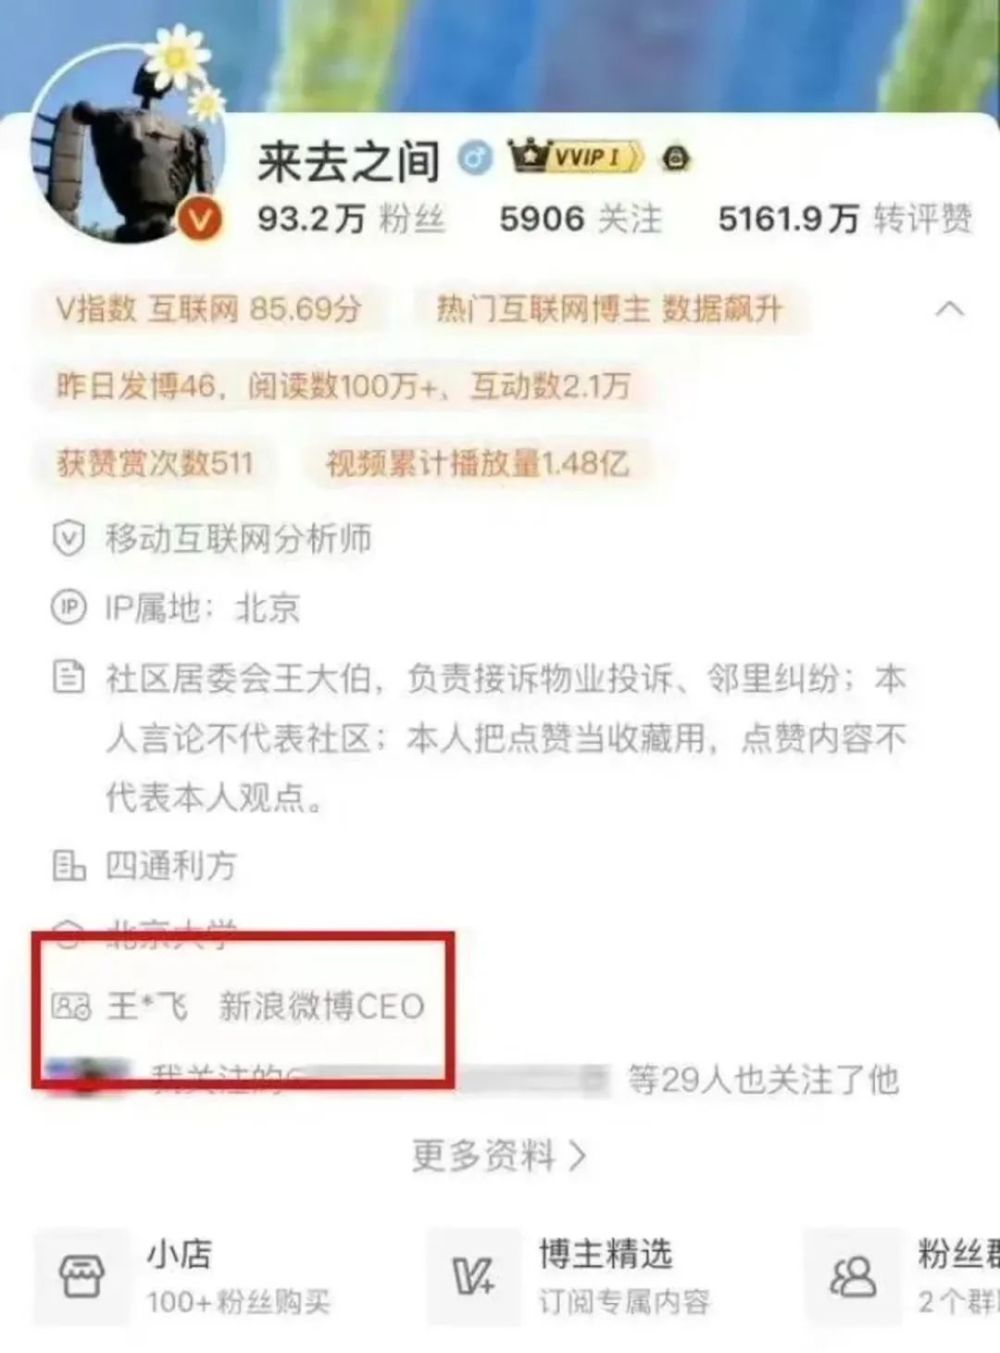 来去之间 VVIP I
93.2万 粉丝 5906 关注 5161.9万 转评赞
V指数 互联网 85.69分 热门互联网博主 数据飙升
昨日发博46，阅读数100万+、互动数2.1万
获赞赏次数511 视频累计播放量1.48亿
移动互联网分析师
IP IP属地：北京
社区居委会王大伯，负责接诉物业投诉、邻里纠纷；本
人言论不代表社区；本人把点赞当收藏用，点赞内容不
代表本人观点。
四通利方
北京大学
王*飞 新浪微博CEO
我关注的 等29人也关注了他
更多资料
小店 博主精选 粉丝群
100+粉丝购买 订阅专属内容 2个群